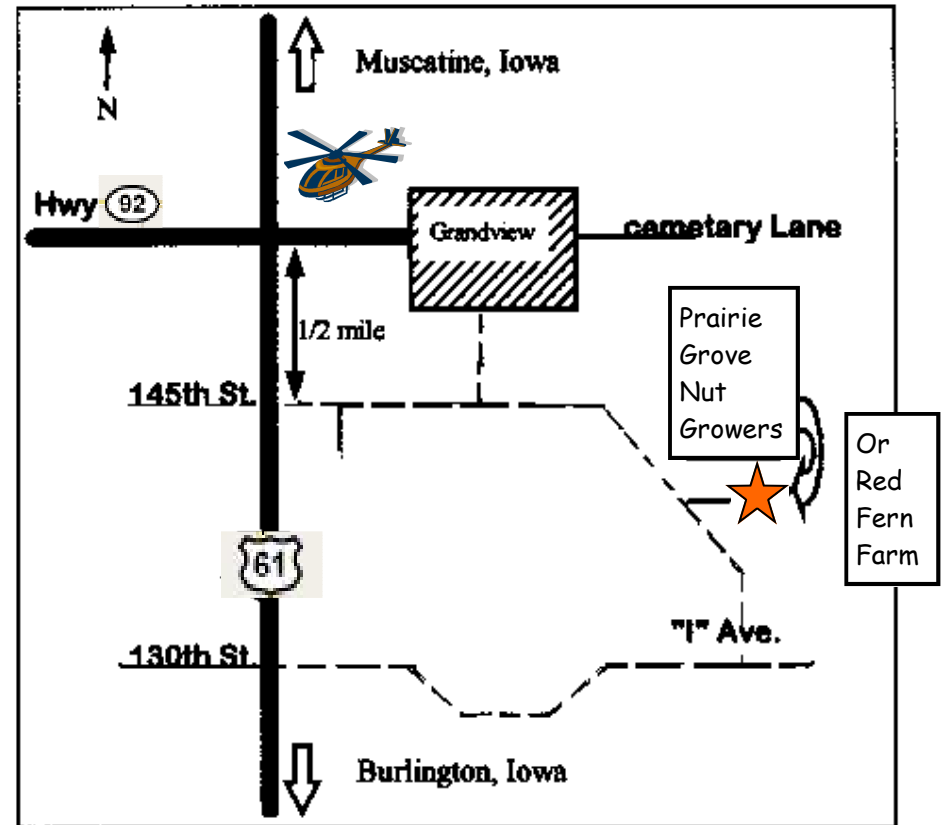 Muscatine, Iowa
N
Hwy 92
Grandview
cametary Lane
1/2 mile
Prairie
Grove
Nut
Growers
145th St.
Or
Red
Fern
Farm
61
"I" Ave.
130th St.
Burlington, Iowa